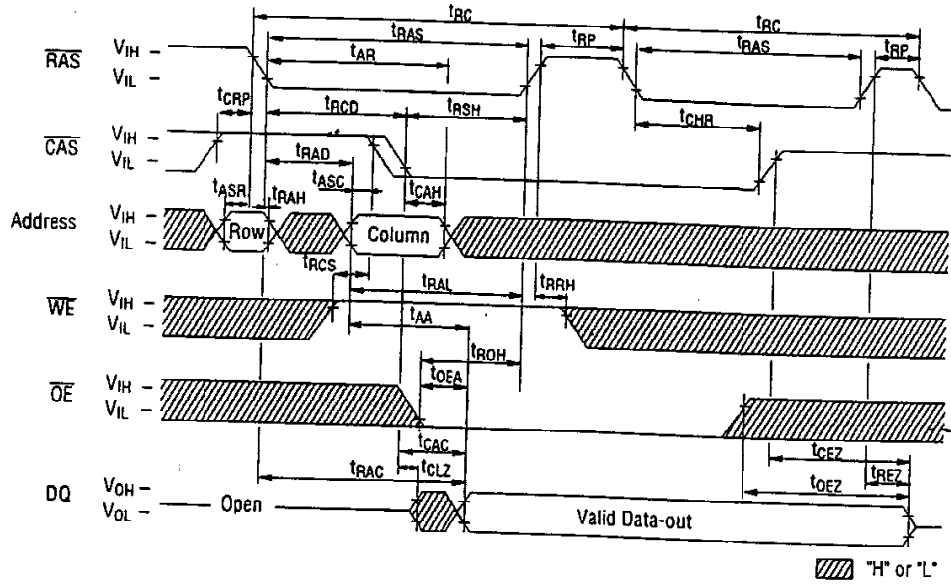 tRC tRC
tRAS tRP tRAS tRP
RAS VIH tAR
VIL
tCRP tRCD tRSH tCHR
CAS VIH
VIL tRAD
tASR tRAH tASC tCAH
Address VIH
VIL Row Column
tRCS tRAL tRRH
WE VIH
VIL tAA
tROH
tOEA
OE VIH
VIL
tCAC tCEZ
tRAC tCLZ tOEZ tREZ
DQ VOH
VOL Open Valid Data-out
"H" or "L"